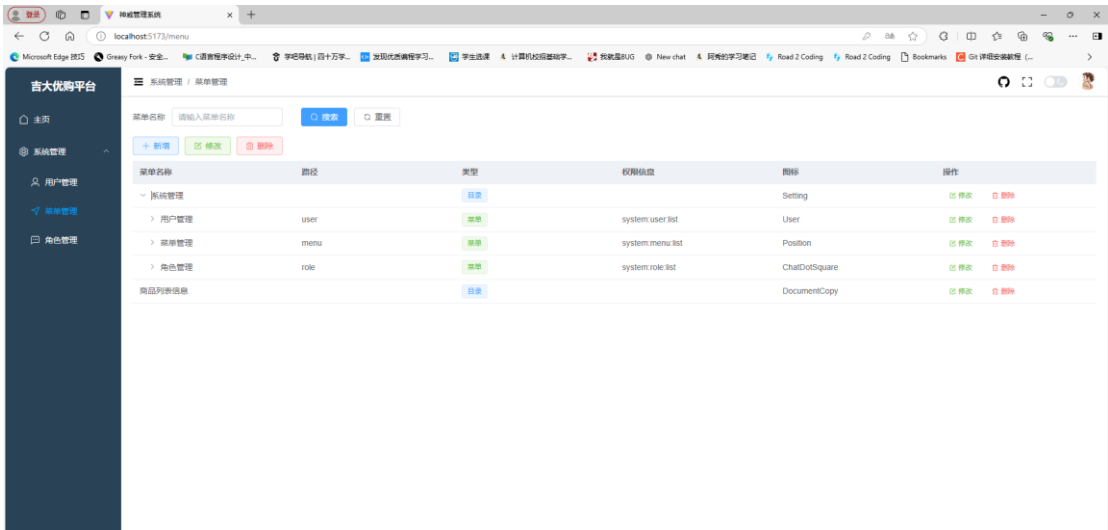 登录 神威管理系统
localhost:5173/menu
Microsoft Edge 技巧 Greasy Fork - 安全... C语言程序设计_中... 学吧导航|四十万学... 发现优质编程学习... 学生选课 计算机校招基础学... 我就是BUG New chat 阿秀的学习笔记 Road 2 Coding Road 2 Coding Bookmarks Git 详细安装教程 (...
吉大优购平台 系统管理 / 菜单管理
主页
系统管理
用户管理
菜单管理
角色管理
菜单名称 请输入菜单名称 搜索 重置
新增 修改 删除
菜单名称 路径 类型 权限信息 图标 操作
系统管理 目录 Setting 修改 删除
用户管理 user 菜单 system:user:list User 修改 删除
菜单管理 menu 菜单 system:menu:list Position 修改 删除
角色管理 role 菜单 system:role:list ChatDotSquare 修改 删除
商品列表信息 目录 DocumentCopy 修改 删除